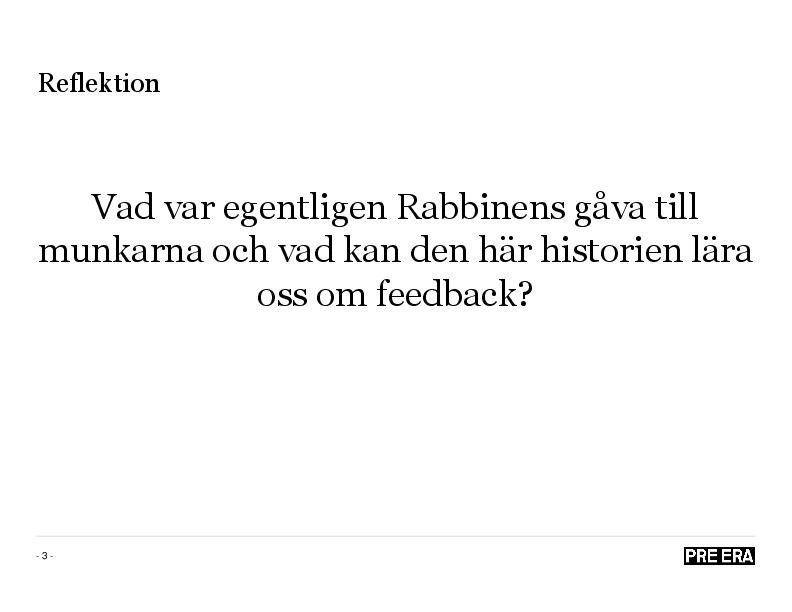 Reflektion
Vad var egentligen Rabbinens gåva till
munkarna och vad kan den här historien lära
oss om feedback?
- 3 -
PRE ERA